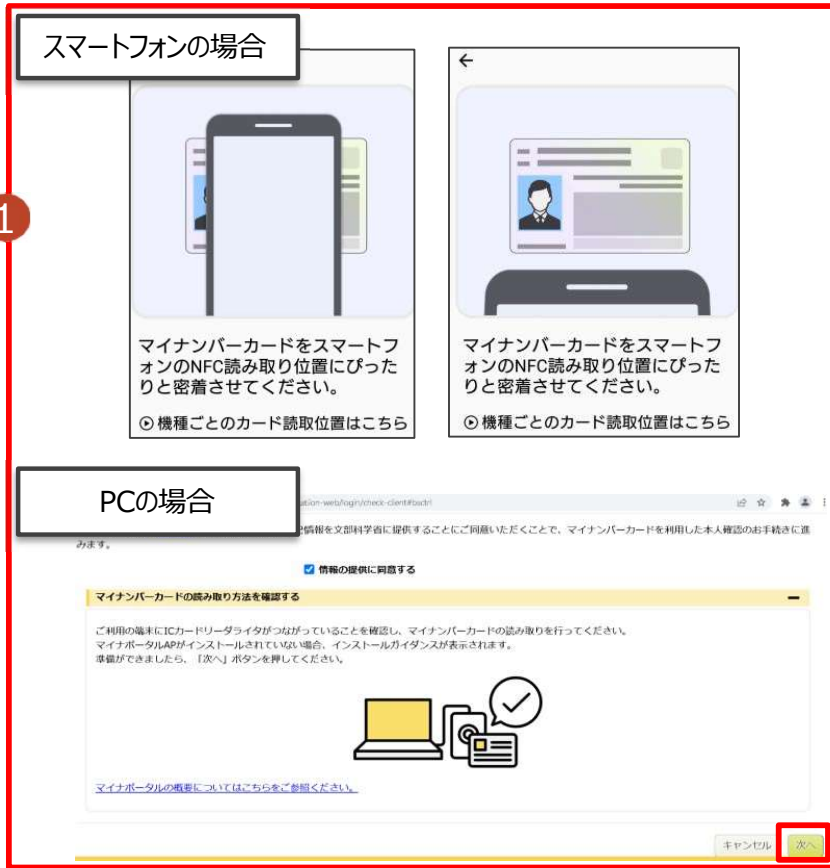 スマートフォンの場合
1
マイナンバーカードをスマートフ
ォンのNFC読み取り位置にぴった
りと密着させてください。
機種ごとのカード読取位置はこちら
マイナンバーカードをスマートフ
ォンのNFC読み取り位置にぴった
りと密着させてください。
機種ごとのカード読取位置はこちら
PCの場合
ation-web/login/check-client#bsctrl
情報を文部科学省に提供することにご同意いただくことで、マイナンバーカードを利用した本人確認のお手続きに進
みます。
情報の提供に同意する
マイナンバーカードの読み取り方法を確認する
ご利用の端末にICカードリーダライタがつながっていることを確認し、マイナンバーカードの読み取りを行ってください。
マイナポータルAPがインストールされていない場合、インストールガイダンスが表示されます。
準備ができましたら、「次へ」ボタンを押してください。
マイナポータルの概要についてはこちらをご参照ください。
キャンセル
次へ